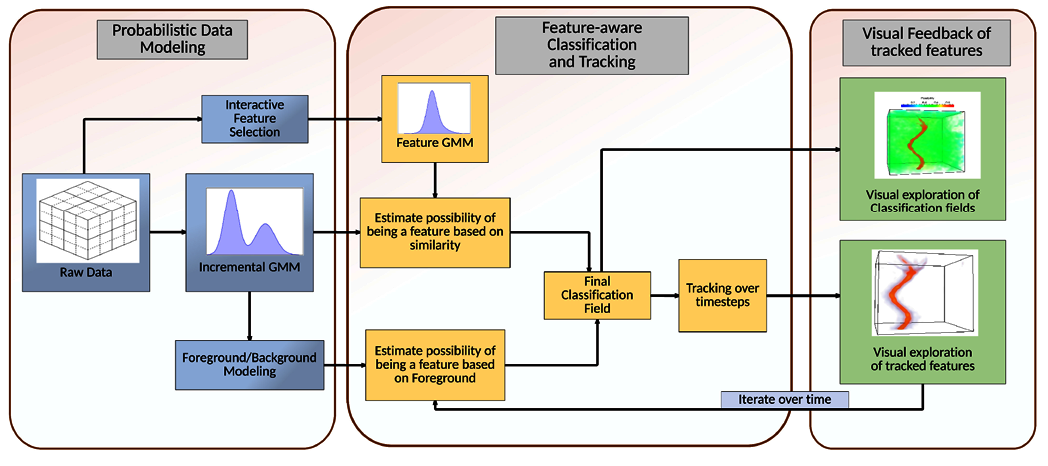 Probabilistic Data
Modeling
Interactive
Feature
Selection
Raw Data
Incremental GMM
Foreground/Background
Modeling
Feature-aware
Classification
and Tracking
Feature GMM
Estimate possibility of
being a feature based on
similarity
Estimate possibility of
being a feature based
on Foreground
Final
Classification
Field
Tracking over
timesteps
Iterate over time
Visual Feedback of
tracked features
Visual exploration of
Classification fields
Visual exploration
of tracked features